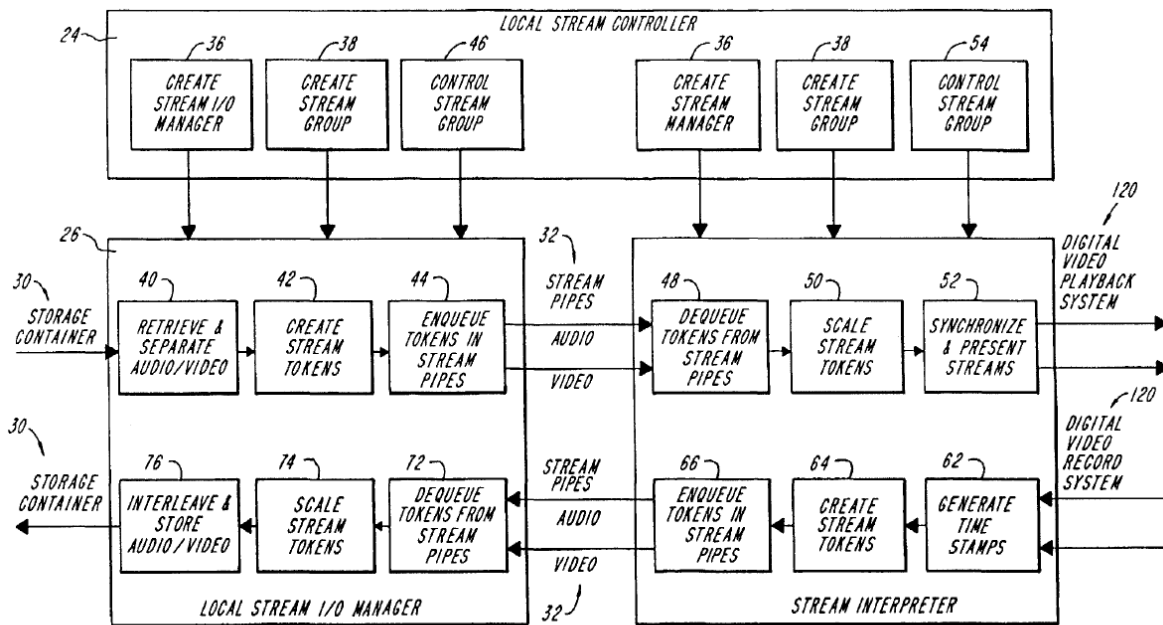 LOCAL STREAM CONTROLLER
24
36
38
46
36
38
54
CREATE
STREAM I/O
MANAGER
CREATE
STREAM
GROUP
CONTROL
STREAM
GROUP
CREATE
STREAM
MANAGER
CREATE
STREAM
GROUP
CONTROL
STREAM
GROUP
26
32
120
DIGITAL
VIDEO
PLAYBACK
SYSTEM
30
STORAGE
CONTAINER
40
RETRIEVE &
SEPARATE
AUDIO/VIDEO
42
CREATE
STREAM
TOKENS
44
ENQUEUE
TOKENS IN
STREAM
PIPES
STREAM
PIPES
AUDIO
VIDEO
48
DEQUEUE
TOKENS FROM
STREAM
PIPES
50
SCALE
STREAM
TOKENS
52
SYNCHRONIZE
& PRESENT
STREAMS
120
DIGITAL
VIDEO
RECORD
SYSTEM
30
STORAGE
CONTAINER
76
INTERLEAVE &
STORE
AUDIO/VIDEO
74
SCALE
STREAM
TOKENS
72
DEQUEUE
TOKENS FROM
STREAM
PIPES
STREAM
PIPES
AUDIO
VIDEO
32
66
ENQUEUE
TOKENS IN
STREAM
PIPES
64
CREATE
STREAM
TOKENS
62
GENERATE
TIME
STAMPS
LOCAL STREAM I/O MANAGER
STREAM INTERPRETER